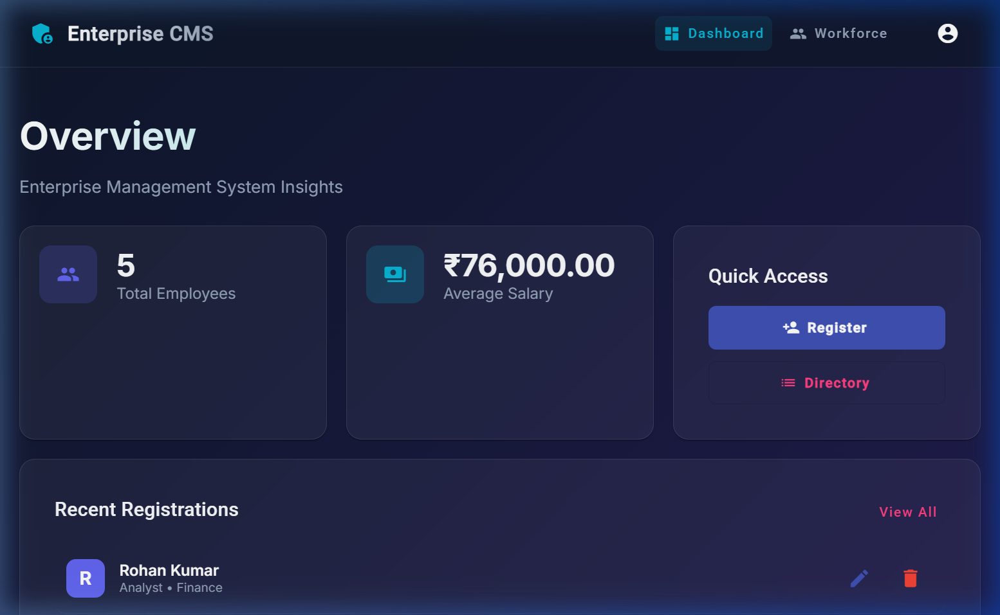 Enterprise CMS
Dashboard
Workforce
Overview
Enterprise Management System Insights
5
Total Employees
₹76,000.00
Average Salary
Quick Access
Register
Directory
Recent Registrations
View All
R
Rohan Kumar
Analyst • Finance